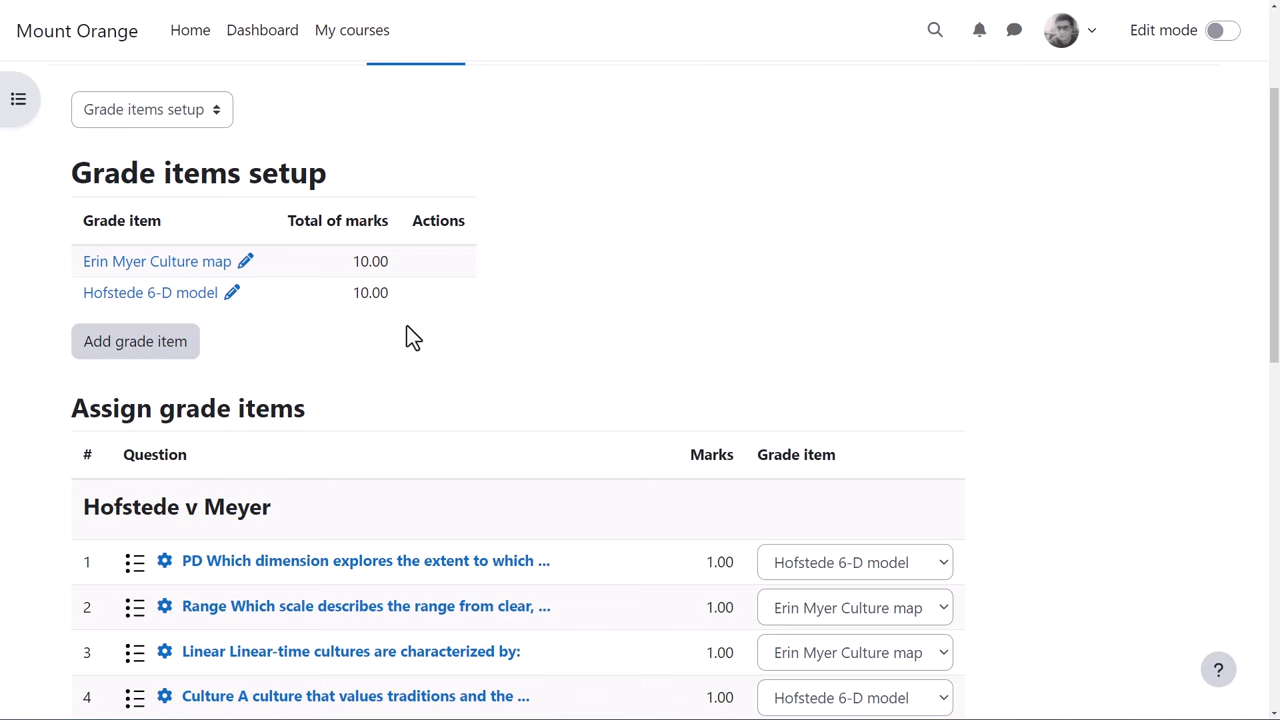 Mount Orange Home Dashboard My courses Edit mode
Grade items setup
Grade items setup
Grade item Total of marks Actions
Erin Myer Culture map 10.00
Hofstede 6-D model 10.00
Add grade item
Assign grade items
# Question Marks Grade item
Hofstede v Meyer
1 PD Which dimension explores the extent to which ... 1.00 Hofstede 6-D model
2 Range Which scale describes the range from clear, ... 1.00 Erin Myer Culture map
3 Linear Linear-time cultures are characterized by: 1.00 Erin Myer Culture map
4 Culture A culture that values traditions and the ... 1.00 Hofstede 6-D model
?